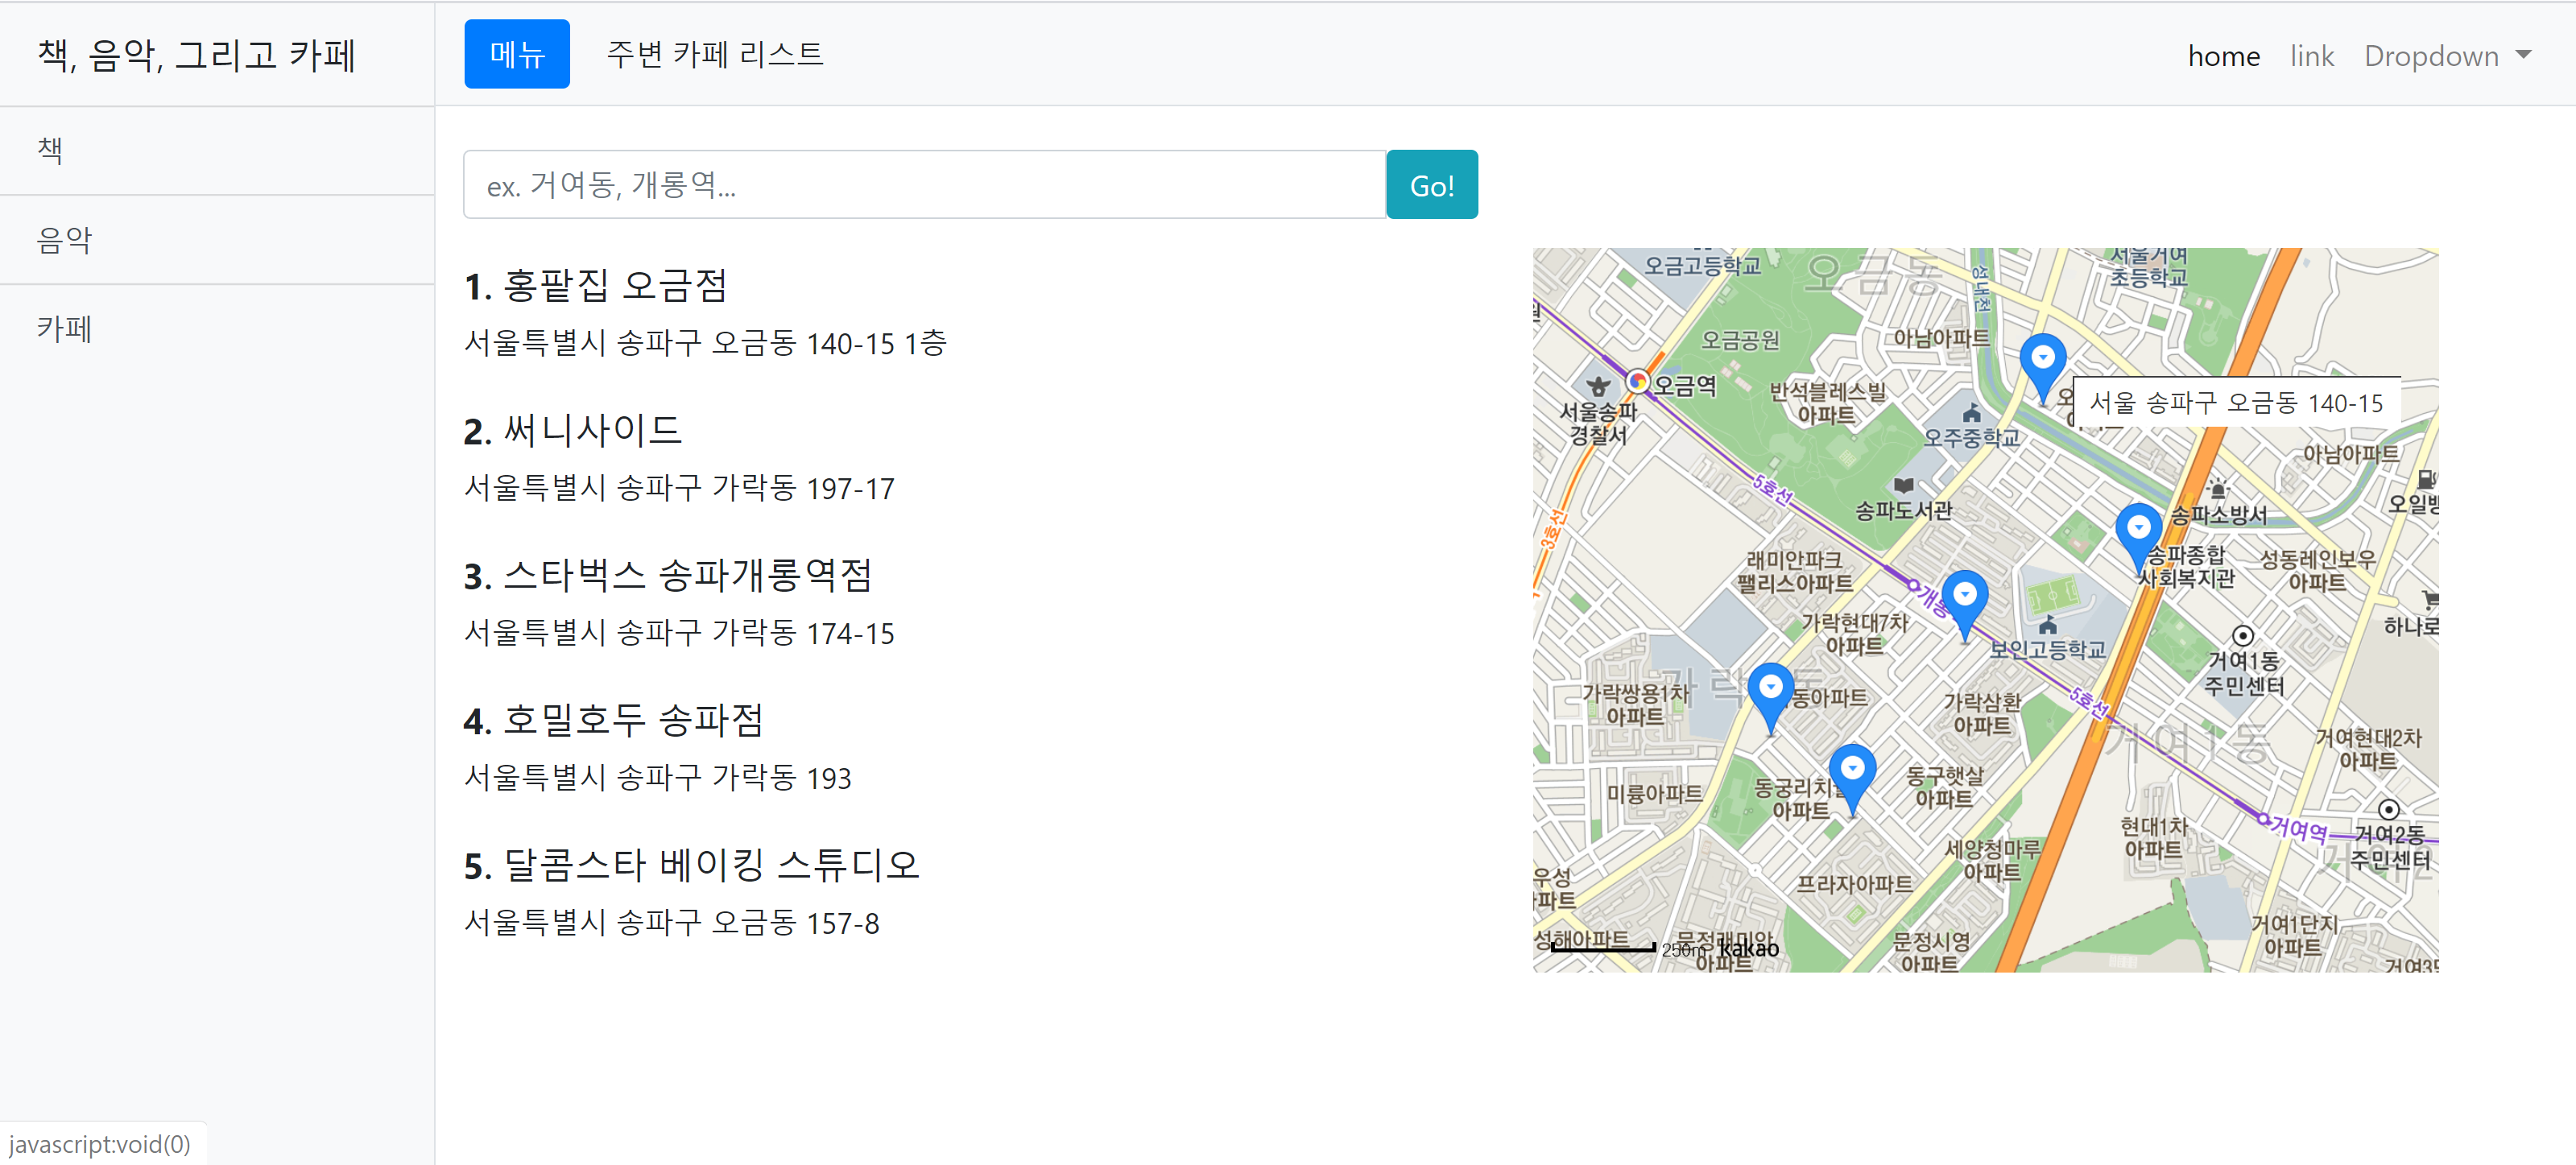 책, 음악, 그리고 카페
메뉴
주변 카페 리스트
home
link
Dropdown
책
음악
카페
ex. 거여동, 개롱역...
Go!
1. 홍팥집 오금점
서울특별시 송파구 오금동 140-15 1층
2. 써니사이드
서울특별시 송파구 가락동 197-17
3. 스타벅스 송파개롱역점
서울특별시 송파구 가락동 174-15
4. 호밀호두 송파점
서울특별시 송파구 가락동 193
5. 달콤스타 베이킹 스튜디오
서울특별시 송파구 오금동 157-8
오금고등학교
오금동
성내천
서울거여
초등학교
오금공원
아남아파트
오금역
반석블레스빌
아파트
서울송파
경찰서
오주중학교
서울 송파구 오금동 140-15
아남아파트
5호선
송파도서관
송파소방서
3호선
래미안파크
팰리스아파트
송파종합
사회복지관
성동레인보우
아파트
가락현대7차
아파트
보인고등학교
하나로
거여1동
주민센터
가락쌍용1차
아파트
동아파트
가락삼환
아파트
5호선
거여1동
거여현대2차
아파트
미륭아파트
동궁리치
아파트
동구햇살
아파트
현대1차
아파트
거여역
거여2동
주민센터
세양청마루
아파트
우성
아파트
프라자아파트
거여1단지
아파트
성해아파트
250m
kakao
문정래미안
아파트
문정시영
아파트
javascript:void(0)